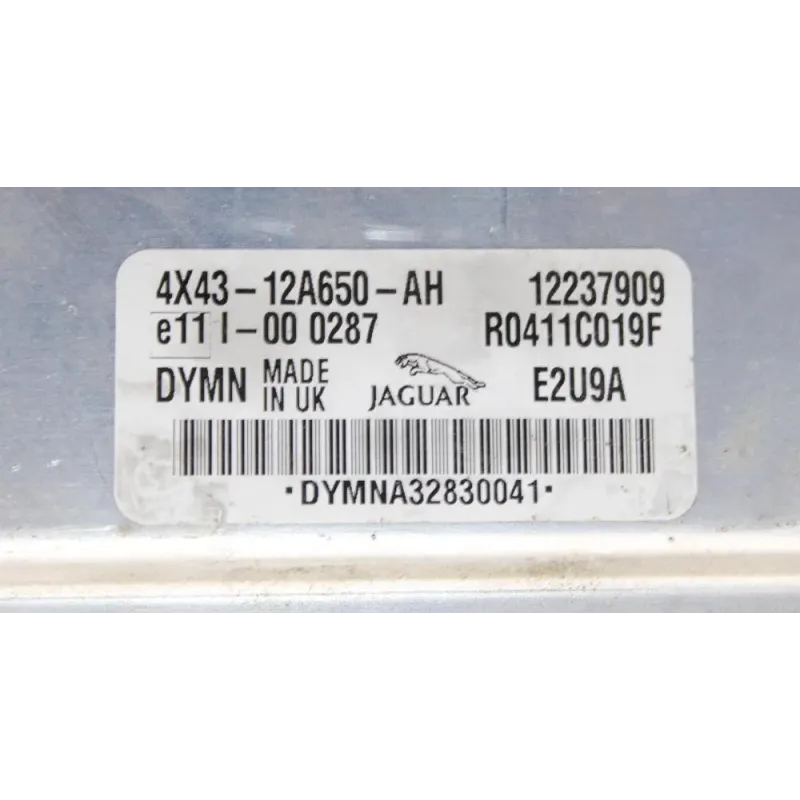 4X43-12A650-AH 12237909
e11 I-00 0287 R0411C019F
DYMN MADE IN UK JAGUAR E2U9A
•DYMNA32830041•